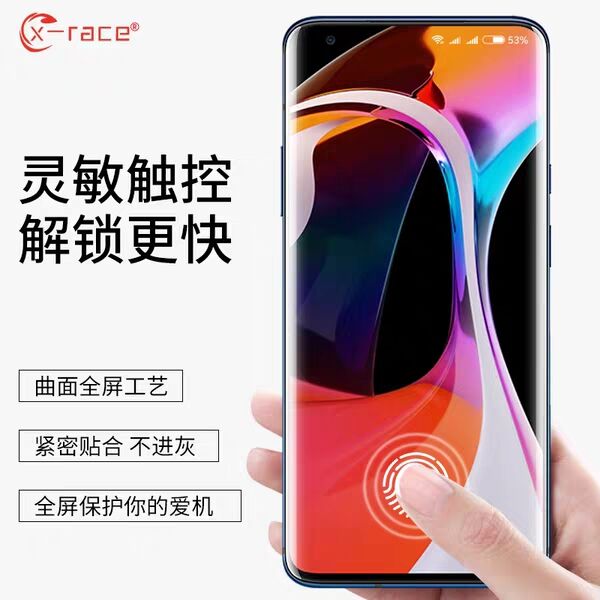 x-race®
53%
灵敏触控
解锁更快
曲面全屏工艺
紧密贴合 不进灰
全屏保护你的爱机